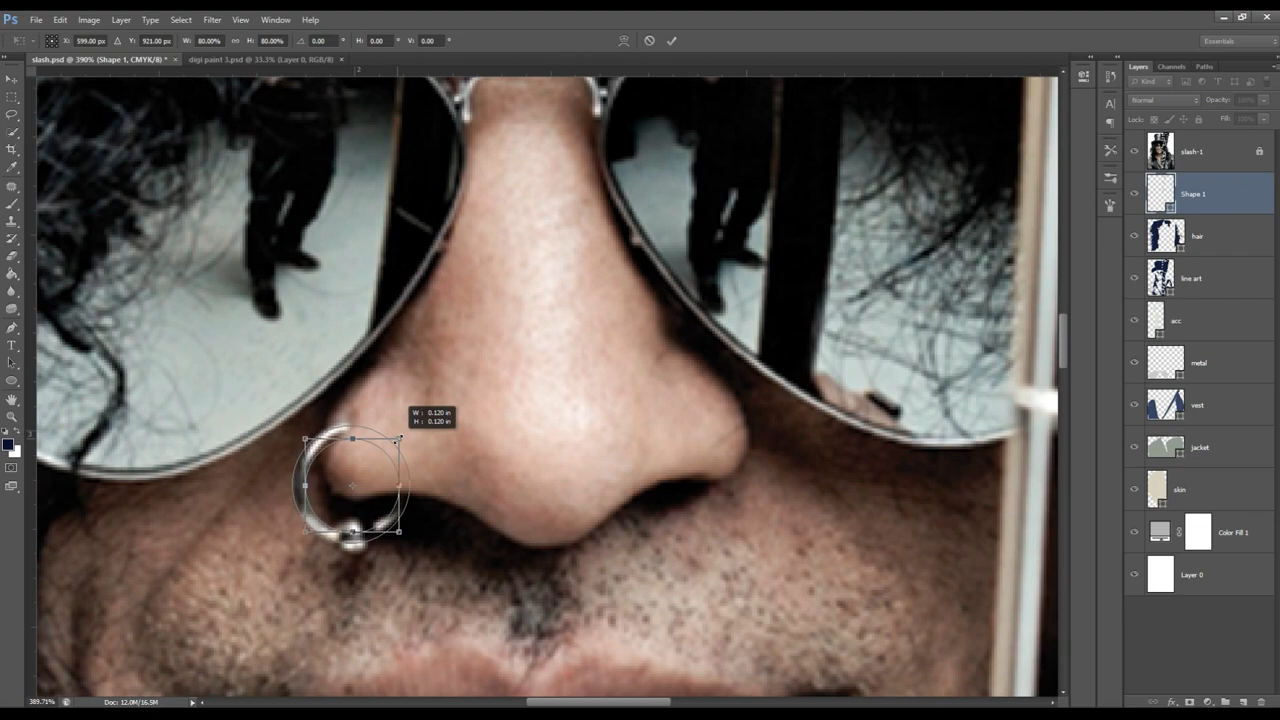 Ps File Edit Image Layer Type Select Filter View Window Help
X: 599.00 px Y: 921.00 px W: 80.00% H: 80.00% 0.00 ° H: 0.00 ° V: 0.00 ° Essentials
slash.psd @ 390% (Shape 1, CMYK/8) * × digi paint 3.psd @ 33.3% (Layer 0, RGB/8) ×
Layers Channels Paths
Kind
Normal Opacity: 100%
Lock: Fill: 100%
slash-1
Shape 1
hair
line art
acc
metal
vest
jacket
skin
Color Fill 1
Layer 0
2
3
W : 0.120 in
H : 0.120 in
389.71% Doc: 12.0M/16.5M